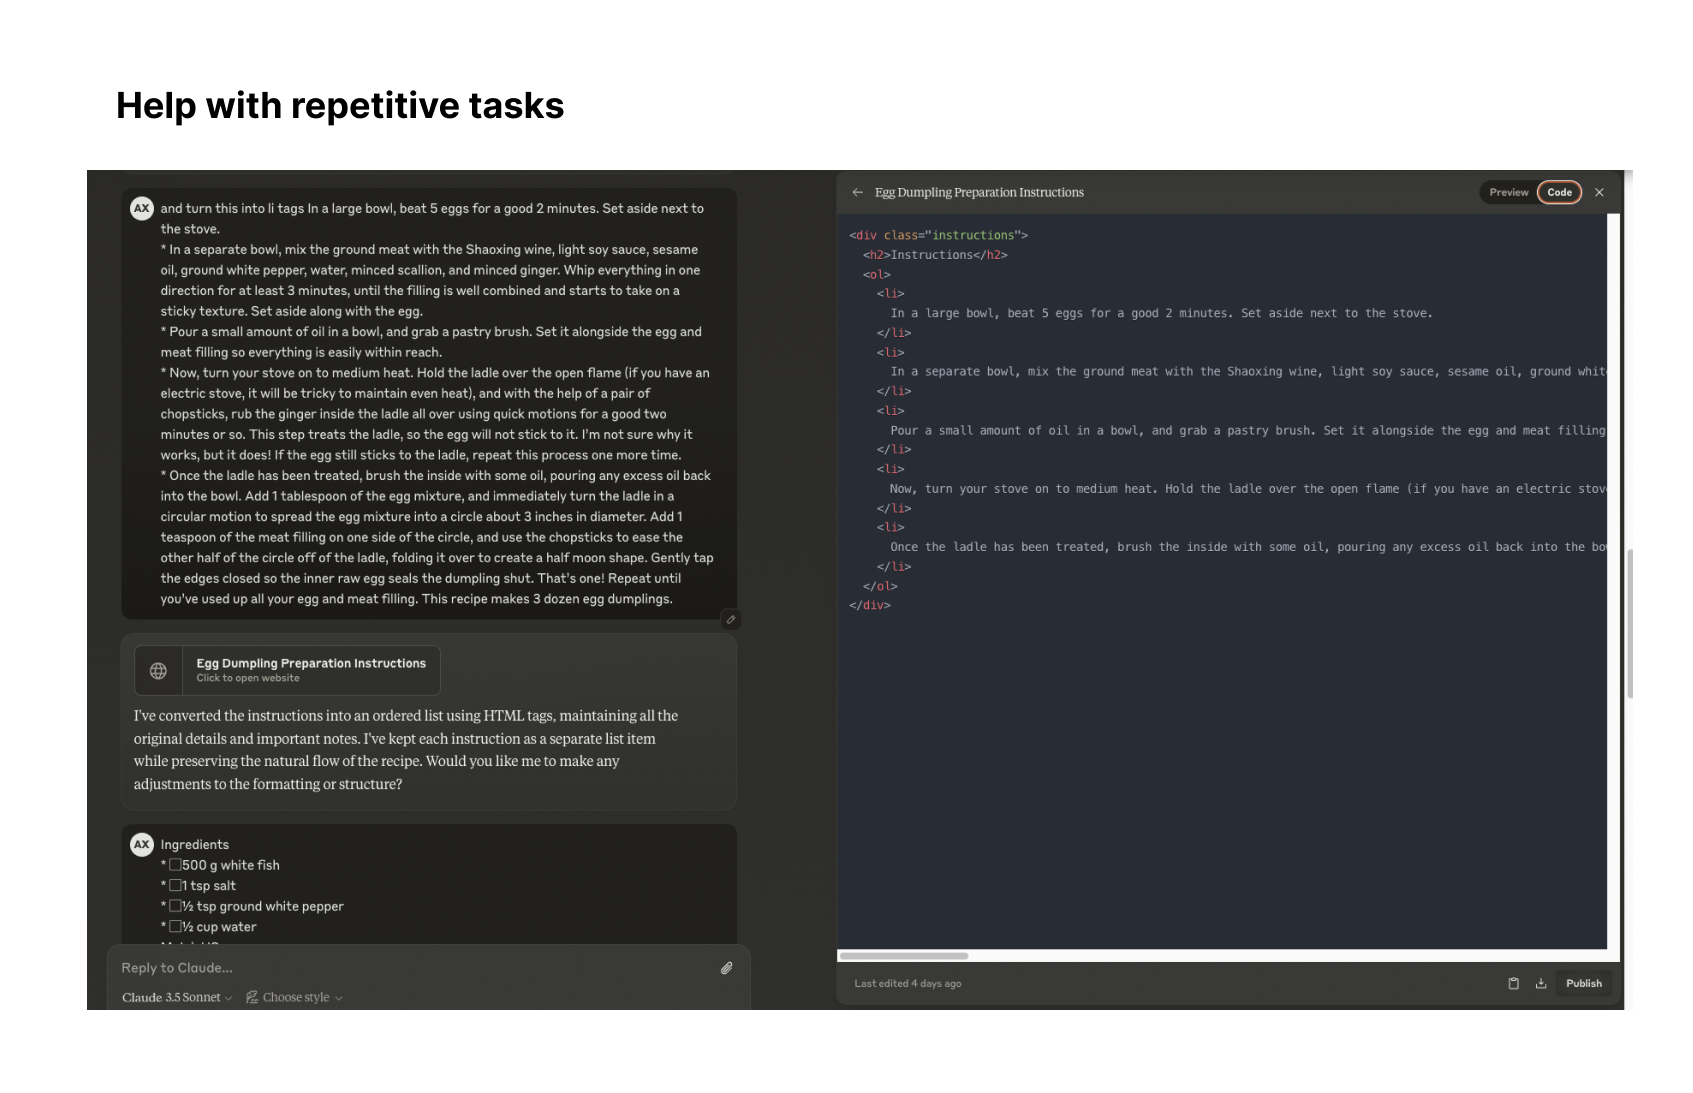 Help with repetitive tasks
AX
and turn this into li tags In a large bowl, beat 5 eggs for a good 2 minutes. Set aside next to
the stove.
* In a separate bowl, mix the ground meat with the Shaoxing wine, light soy sauce, sesame
oil, ground white pepper, water, minced scallion, and minced ginger. Whip everything in one
direction for at least 3 minutes, until the filling is well combined and starts to take on a
sticky texture. Set aside along with the egg.
* Pour a small amount of oil in a bowl, and grab a pastry brush. Set it alongside the egg and
meat filling so everything is easily within reach.
* Now, turn your stove on to medium heat. Hold the ladle over the open flame (if you have an
electric stove, it will be tricky to maintain even heat), and with the help of a pair of
chopsticks, rub the ginger inside the ladle all over using quick motions for a good two
minutes or so. This step treats the ladle, so the egg will not stick to it. I'm not sure why it
works, but it does! If the egg still sticks to the ladle, repeat this process one more time.
* Once the ladle has been treated, brush the inside with some oil, pouring any excess oil back
into the bowl. Add 1 tablespoon of the egg mixture, and immediately turn the ladle in a
circular motion to spread the egg mixture into a circle about 3 inches in diameter. Add 1
teaspoon of the meat filling on one side of the circle, and use the chopsticks to ease the
other half of the circle off of the ladle, folding it over to create a half moon shape. Gently tap
the edges closed so the inner raw egg seals the dumpling shut. That's one! Repeat until
you've used up all your egg and meat filling. This recipe makes 3 dozen egg dumplings.
Egg Dumpling Preparation Instructions
Click to open website
I've converted the instructions into an ordered list using HTML tags, maintaining all the
original details and important notes. I've kept each instruction as a separate list item
while preserving the natural flow of the recipe. Would you like me to make any
adjustments to the formatting or structure?
AX
Ingredients
* ☐500 g white fish
* ☐1 tsp salt
* ☐½ tsp ground white pepper
* ☐½ cup water
Reply to Claude...
Claude 3.5 Sonnet
Choose style
Egg Dumpling Preparation Instructions
Preview
Code
<div class="instructions">
<h2>Instructions</h2>
<ol>
<li>
In a large bowl, beat 5 eggs for a good 2 minutes. Set aside next to the stove.
</li>
<li>
In a separate bowl, mix the ground meat with the Shaoxing wine, light soy sauce, sesame oil, ground whit
</li>
<li>
Pour a small amount of oil in a bowl, and grab a pastry brush. Set it alongside the egg and meat filling
</li>
<li>
Now, turn your stove on to medium heat. Hold the ladle over the open flame (if you have an electric stov
</li>
<li>
Once the ladle has been treated, brush the inside with some oil, pouring any excess oil back into the bo
</li>
</ol>
</div>
Last edited 4 days ago
Publish